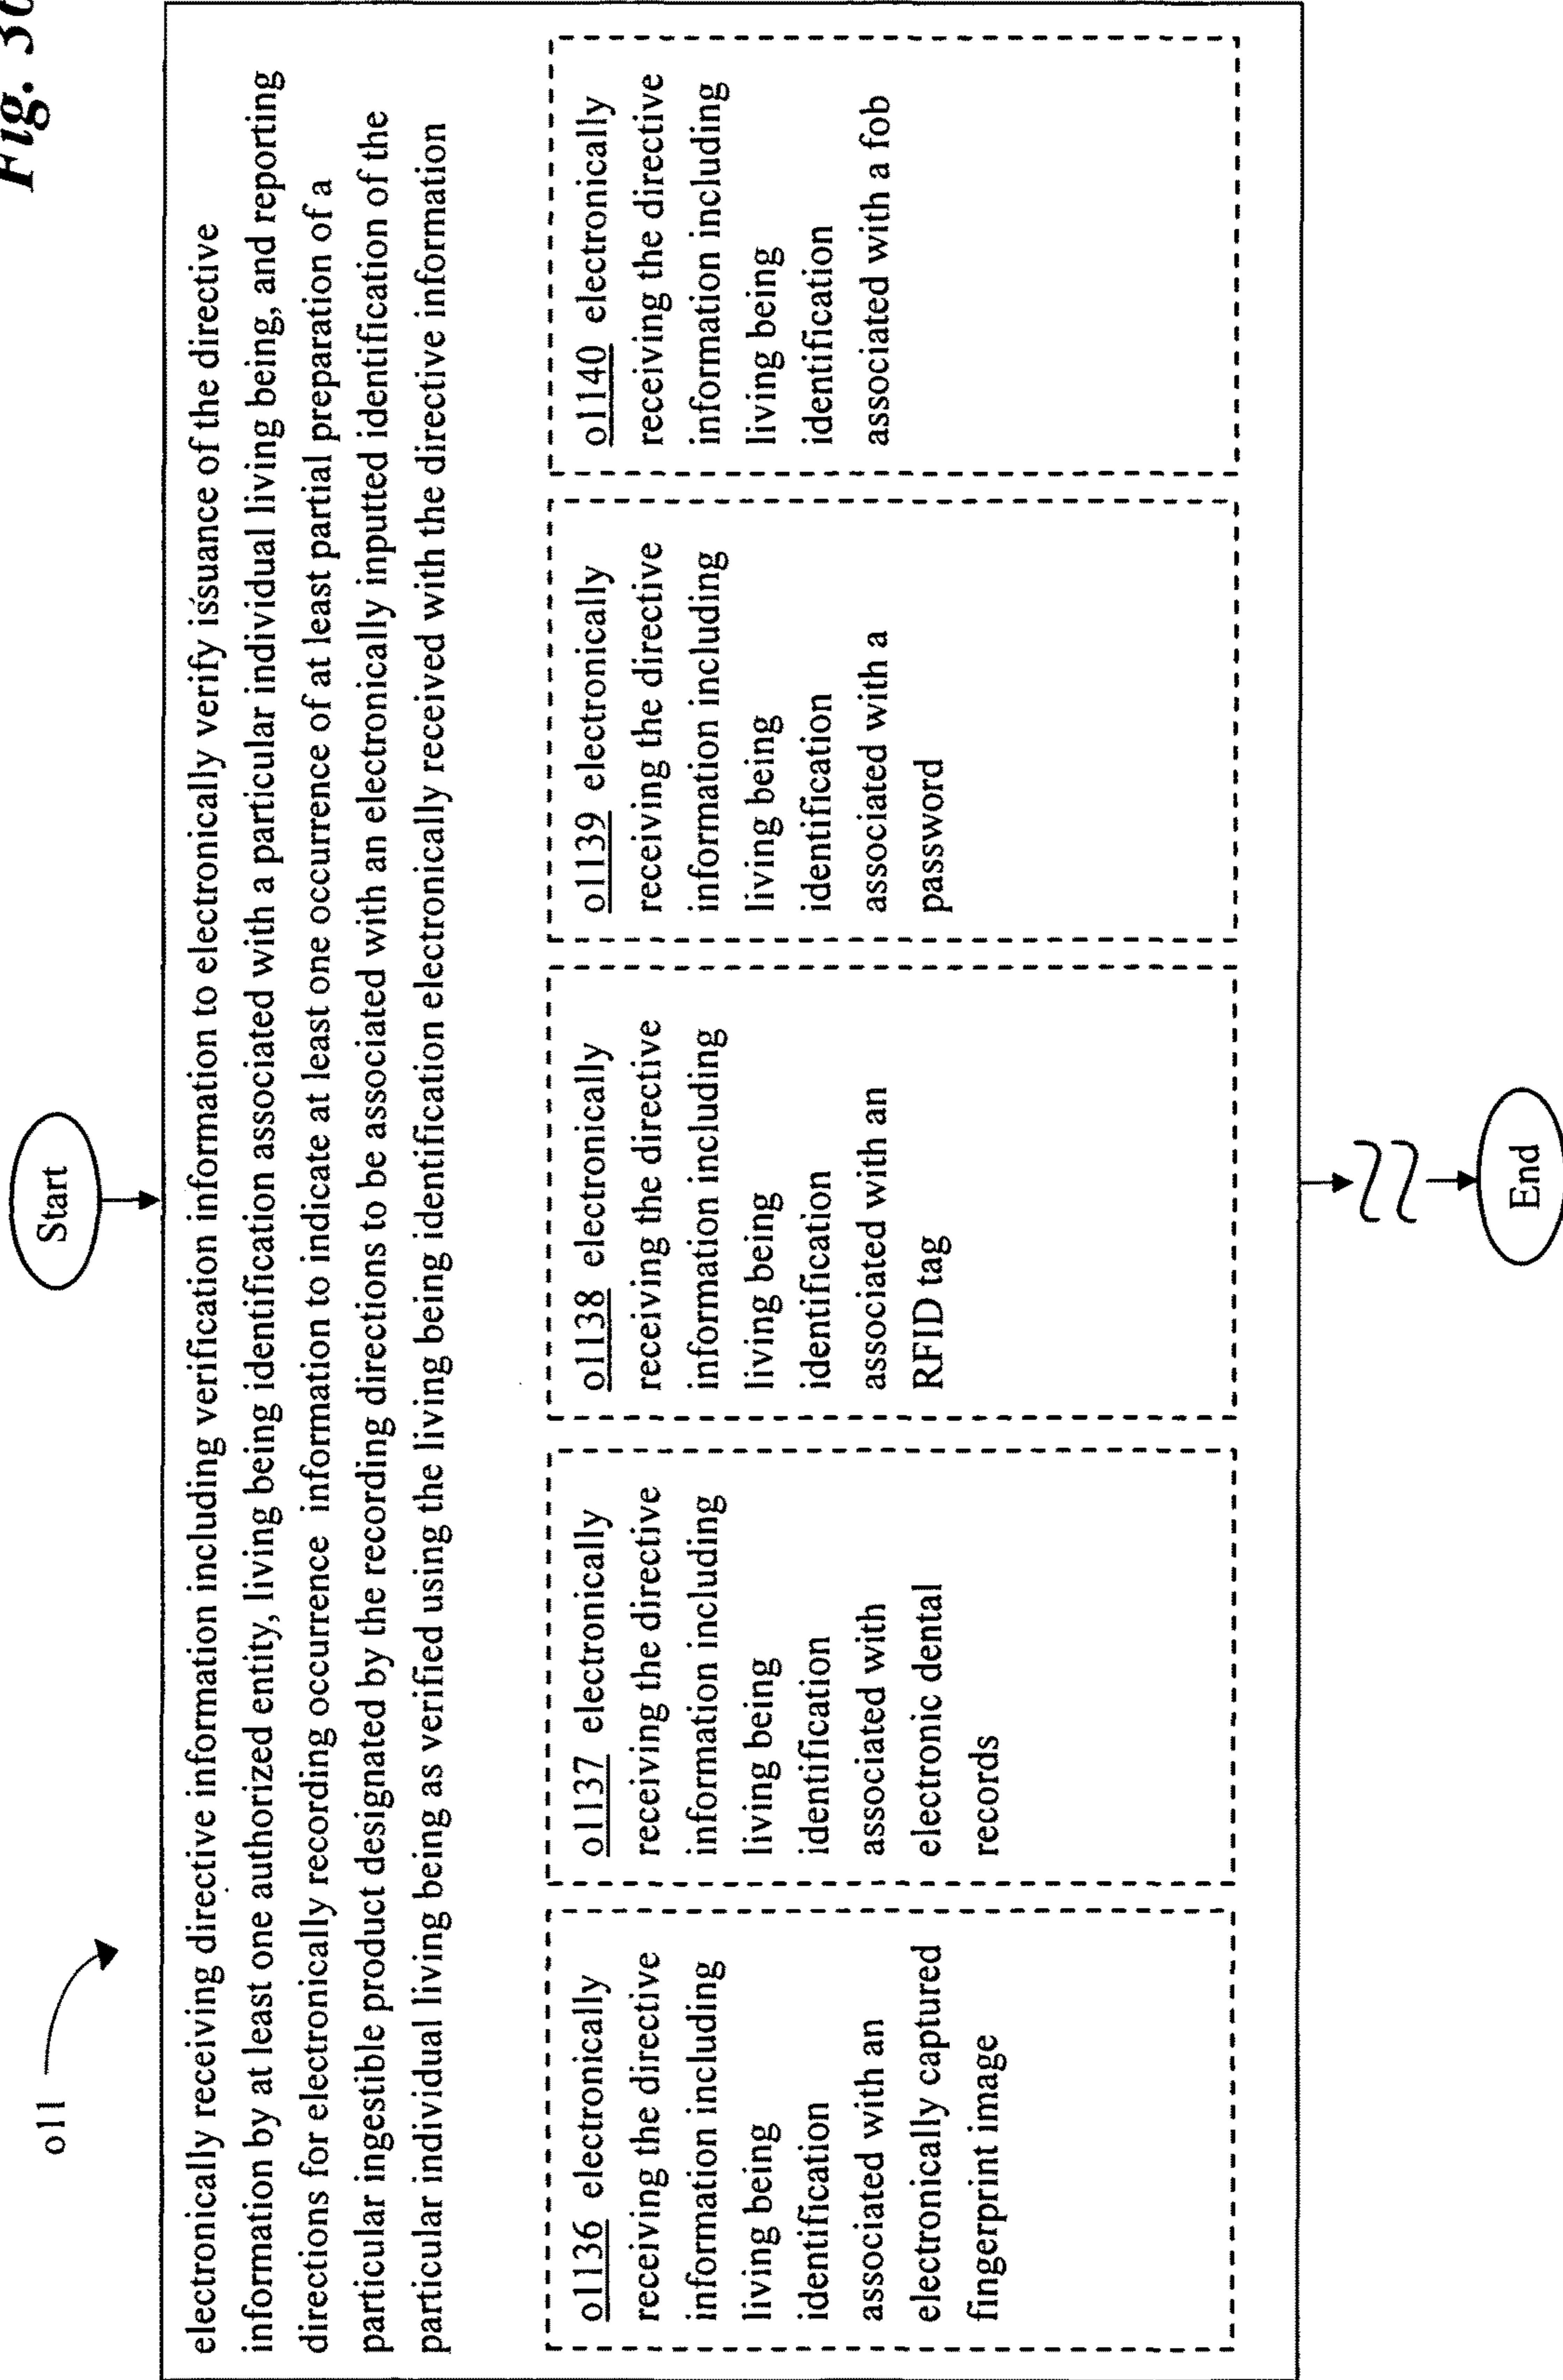 Fig. 30
Start
o11
electronically receiving directive information including verification information to electronically verify issuance of the directive
information by at least one authorized entity, living being identification associated with a particular individual living being, and reporting
directions for electronically recording occurrence information to indicate at least one occurrence of at least partial preparation of a
particular ingestible product designated by the recording directions to be associated with an electronically inputed identification of the
particular individual living being as verified using the living being identification electronically received with the directive information
o1136 electronically
receiving the directive
information including
living being
identification
associated with an
electronically captured
fingerprint image
o1137 electronically
receiving the directive
information including
living being
identification
associated with
electronic dental
records
o1138 electronically
receiving the directive
information including
living being
identification
associated with an
RFID tag
o1139 electronically
receiving the directive
information including
living being
identification
associated with a
password
o1140 electronically
receiving the directive
information including
living being
identification
associated with a fob
End